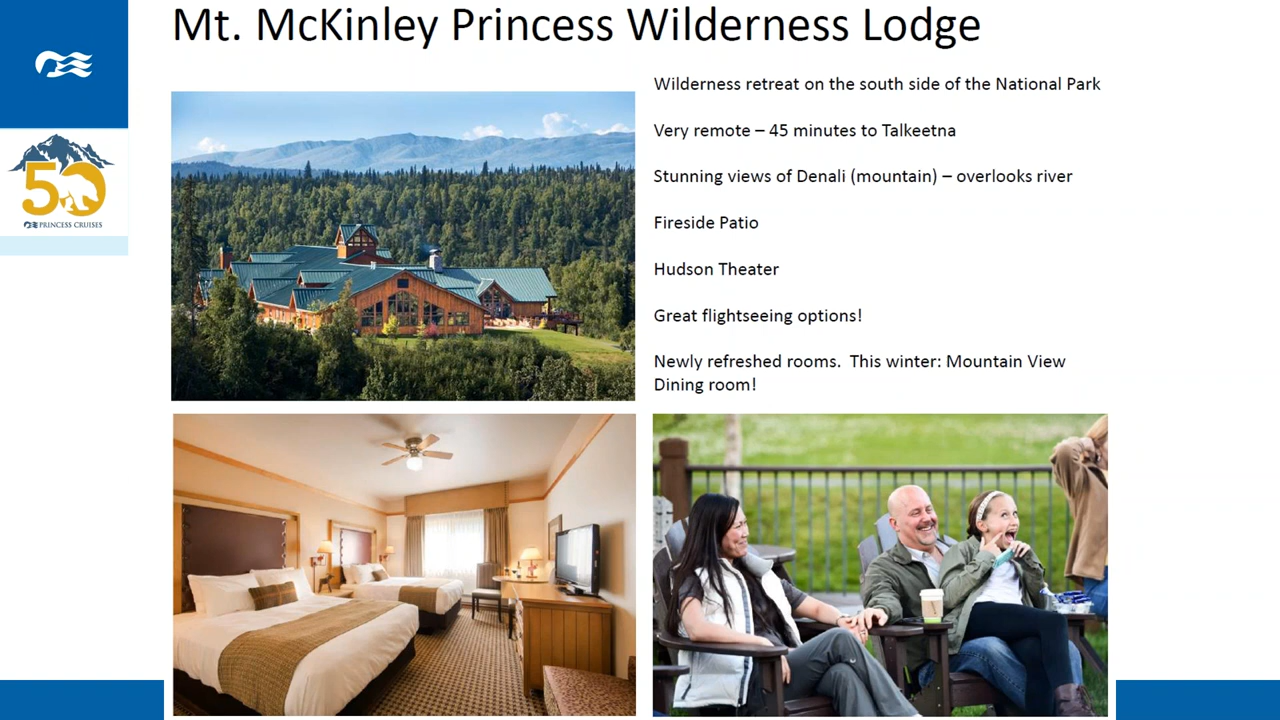 Mt. McKinley Princess Wilderness Lodge
50
PRINCESS CRUISES
Wilderness retreat on the south side of the National Park
Very remote – 45 minutes to Talkeetna
Stunning views of Denali (mountain) – overlooks river
Fireside Patio
Hudson Theater
Great flightseeing options!
Newly refreshed rooms.  This winter: Mountain View
Dining room!